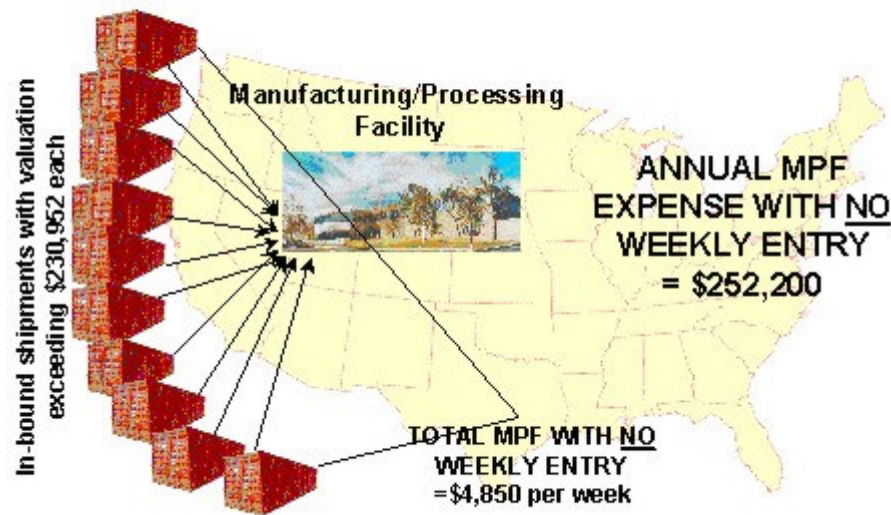 In-bound shipments with valuation
exceeding $230,952 each
Manufacturing/Processing
Facility
ANNUAL MPF
EXPENSE WITH NO
WEEKLY ENTRY
= $252,200
TOTAL MPF WITH NO
WEEKLY ENTRY
=$4,850 per week